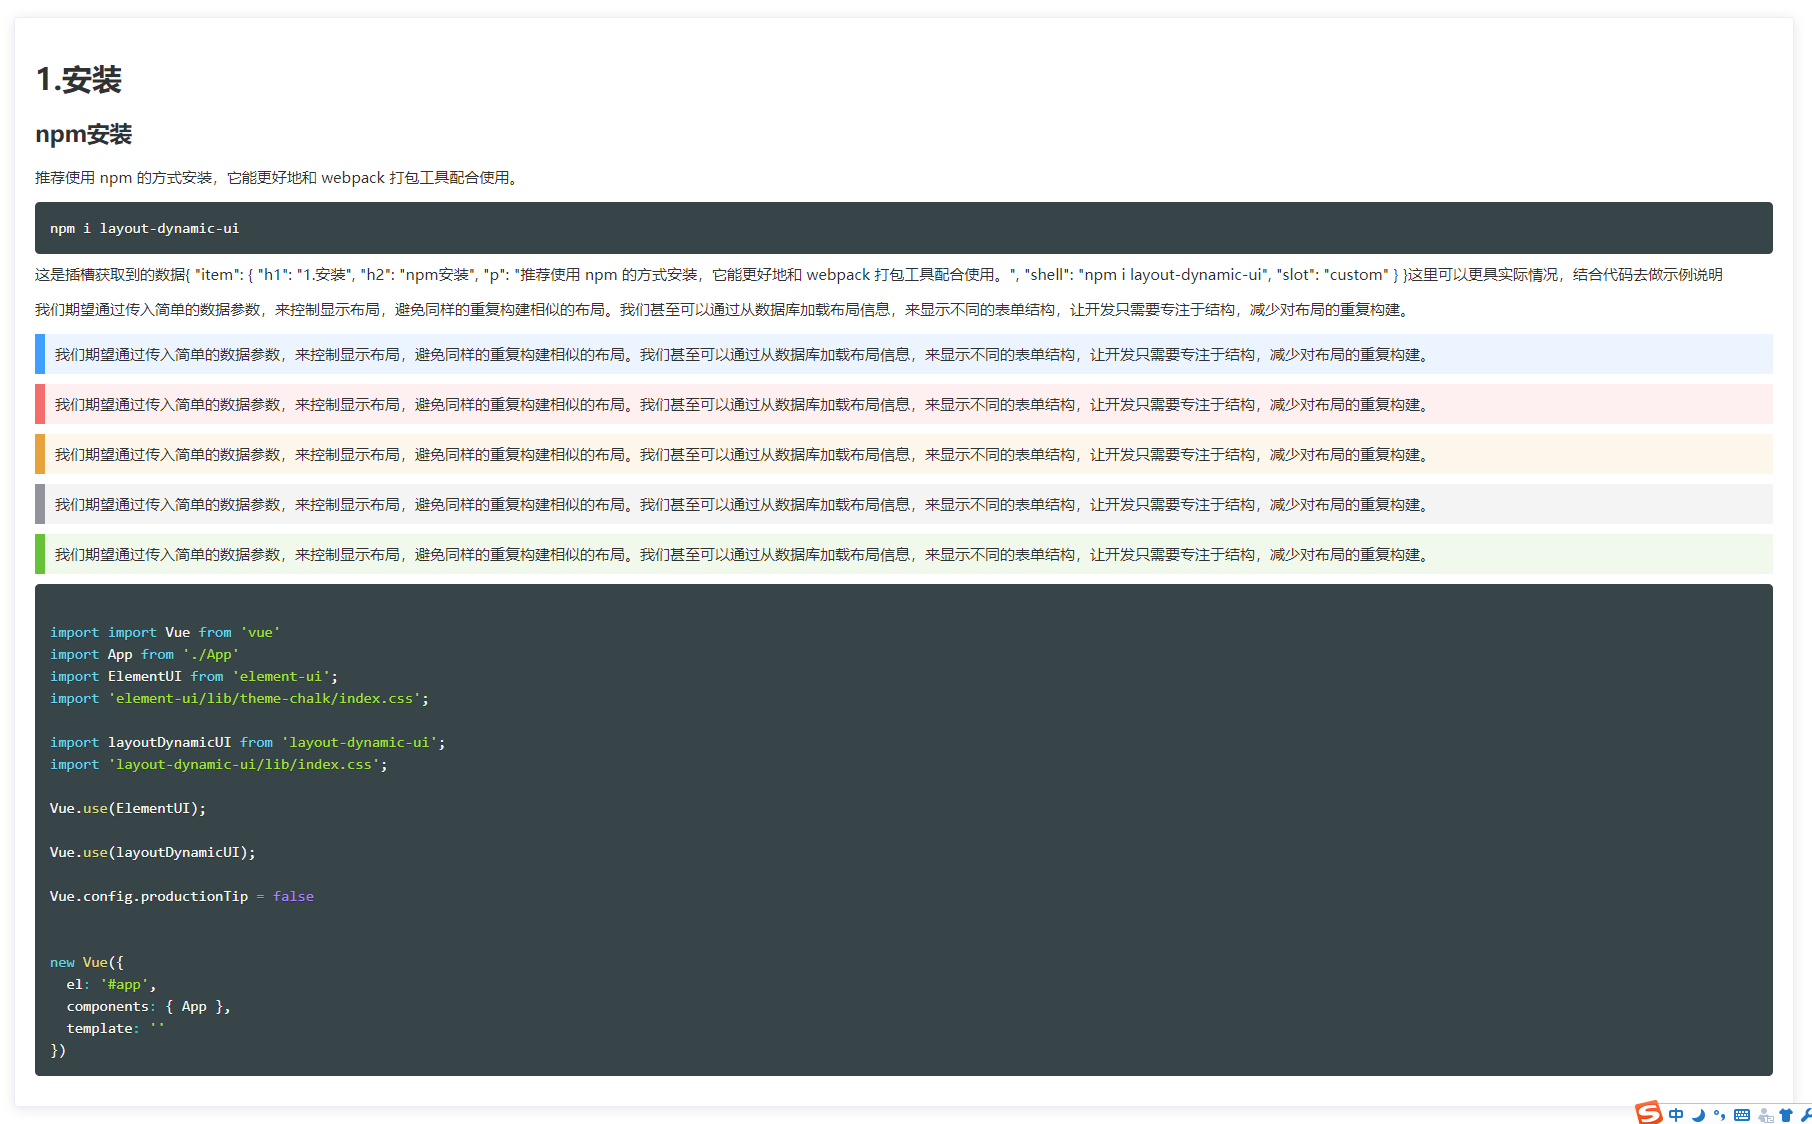 1.安装
npm安装
推荐使用 npm 的方式安装，它能更好地和 webpack 打包工具配合使用。
npm i layout-dynamic-ui
这是插槽获取到的数据{ "item": { "h1": "1.安装", "h2": "npm安装", "p": "推荐使用 npm 的方式安装，它能更好地和 webpack 打包工具配合使用。", "shell": "npm i layout-dynamic-ui", "slot": "custom" } }这里可以更具实际情况，结合代码去做示例说明
我们期望通过传入简单的数据参数，来控制显示布局，避免同样的重复构建相似的布局。我们甚至可以通过从数据库加载布局信息，来显示不同的表单结构，让开发只需要专注于结构，减少对布局的重复构建。
我们期望通过传入简单的数据参数，来控制显示布局，避免同样的重复构建相似的布局。我们甚至可以通过从数据库加载布局信息，来显示不同的表单结构，让开发只需要专注于结构，减少对布局的重复构建。
我们期望通过传入简单的数据参数，来控制显示布局，避免同样的重复构建相似的布局。我们甚至可以通过从数据库加载布局信息，来显示不同的表单结构，让开发只需要专注于结构，减少对布局的重复构建。
我们期望通过传入简单的数据参数，来控制显示布局，避免同样的重复构建相似的布局。我们甚至可以通过从数据库加载布局信息，来显示不同的表单结构，让开发只需要专注于结构，减少对布局的重复构建。
我们期望通过传入简单的数据参数，来控制显示布局，避免同样的重复构建相似的布局。我们甚至可以通过从数据库加载布局信息，来显示不同的表单结构，让开发只需要专注于结构，减少对布局的重复构建。
我们期望通过传入简单的数据参数，来控制显示布局，避免同样的重复构建相似的布局。我们甚至可以通过从数据库加载布局信息，来显示不同的表单结构，让开发只需要专注于结构，减少对布局的重复构建。
import import Vue from 'vue'
import App from './App'
import ElementUI from 'element-ui';
import 'element-ui/lib/theme-chalk/index.css';
import layoutDynamicUI from 'layout-dynamic-ui';
import 'layout-dynamic-ui/lib/index.css';
Vue.use(ElementUI);
Vue.use(layoutDynamicUI);
Vue.config.productionTip = false
new Vue({
  el: '#app',
  components: { App },
  template: ''
})
S 中